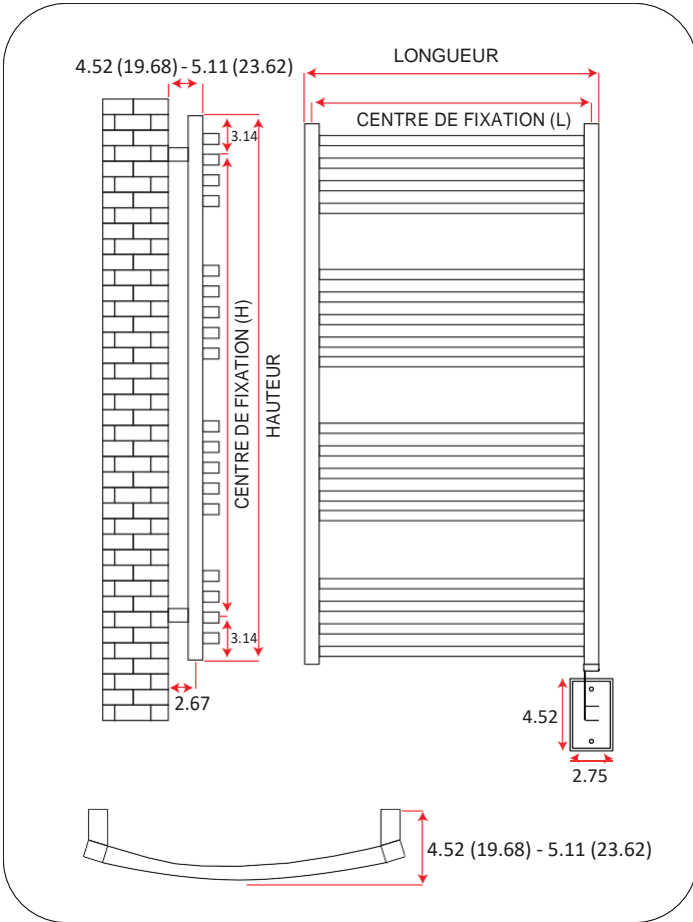 4.52 (19.68) - 5.11 (23.62)
LONGUEUR
CENTRE DE FIXATION (L)
3.14
CENTRE DE FIXATION (H)
HAUTEUR
3.14
2.67
4.52
2.75
4.52 (19.68) - 5.11 (23.62)